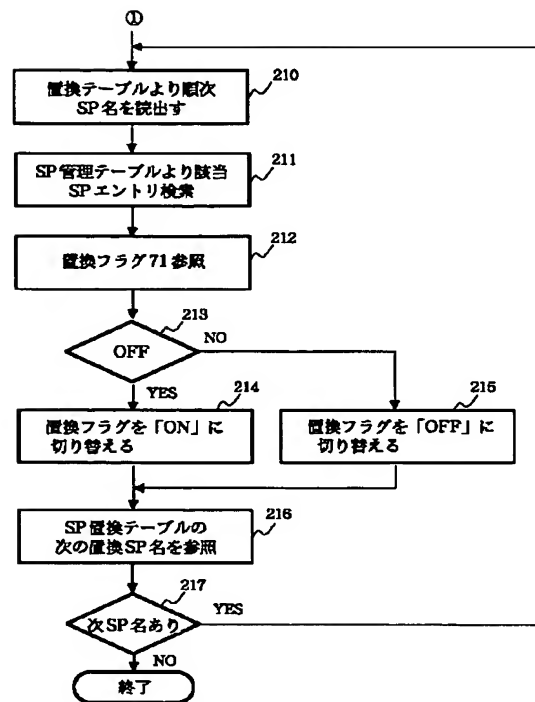 ①
置換テーブルより順次
SP名を読出す
210
SP管理テーブルより該当
SPエントリ検索
211
置換フラグ71参照
212
OFF
213
NO
YES
置換フラグを「ON」に
切り替える
214
置換フラグを「OFF」に
切り替える
215
SP置換テーブルの
次の置換SP名を参照
216
次SP名あり
217
YES
NO
終了